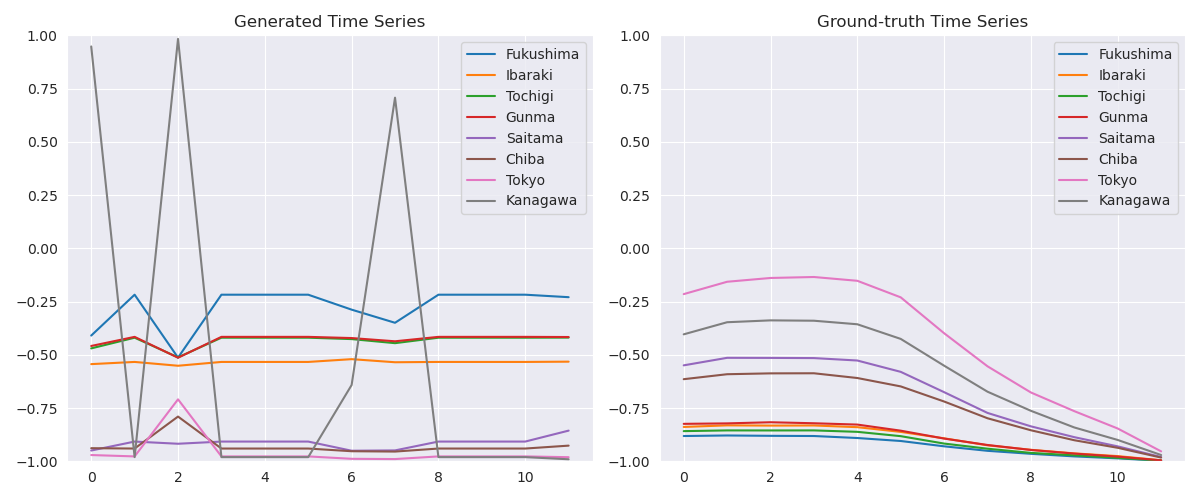 Generated Time Series
1.00
0.75
0.50
0.25
0.00
−0.25
−0.50
−0.75
−1.00
0 2 4 6 8 10
Fukushima
Ibaraki
Tochigi
Gunma
Saitama
Chiba
Tokyo
Kanagawa
Ground-truth Time Series
1.00
0.75
0.50
0.25
0.00
−0.25
−0.50
−0.75
−1.00
0 2 4 6 8 10
Fukushima
Ibaraki
Tochigi
Gunma
Saitama
Chiba
Tokyo
Kanagawa